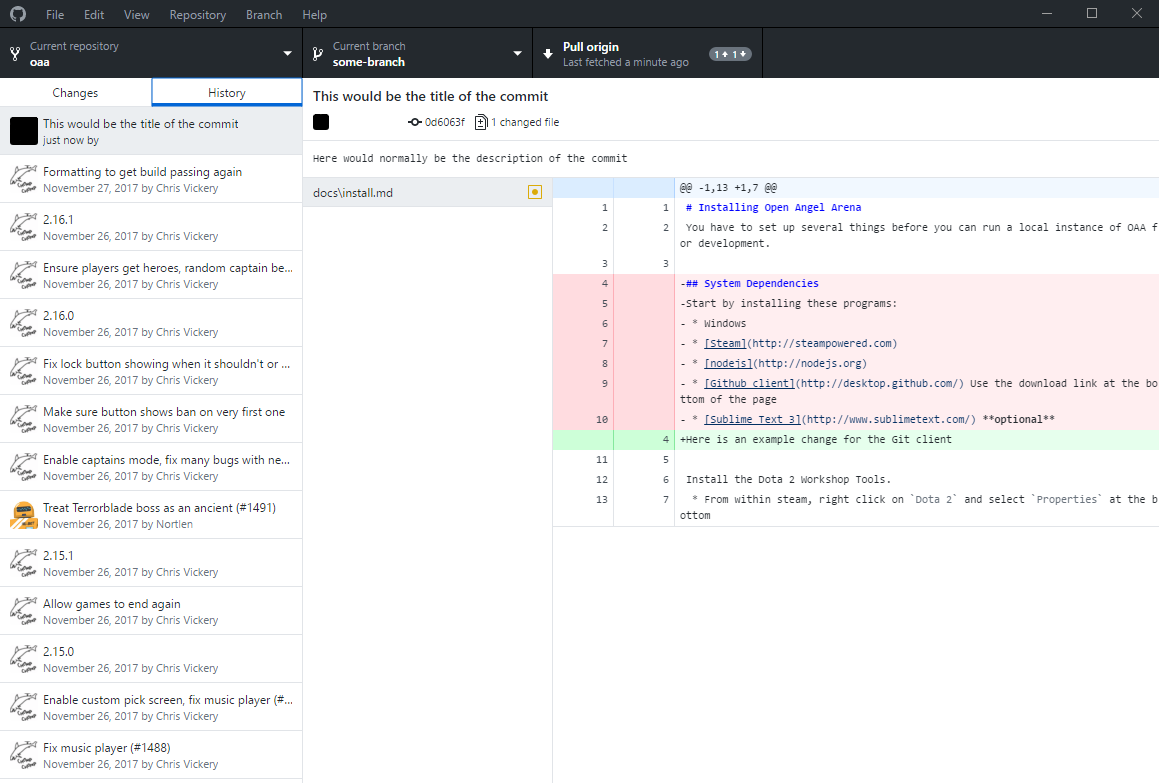 File Edit View Repository Branch Help
Current repository
oaa
Current branch
some-branch
Pull origin
Last fetched a minute ago
1 1
Changes History
This would be the title of the commit
just now by
Formatting to get build passing again
November 27, 2017 by Chris Vickery
2.16.1
November 26, 2017 by Chris Vickery
Ensure players get heroes, random captain be...
November 26, 2017 by Chris Vickery
2.16.0
November 26, 2017 by Chris Vickery
Fix lock button showing when it shouldn't or ...
November 26, 2017 by Chris Vickery
Make sure button shows ban on very first one
November 26, 2017 by Chris Vickery
Enable captains mode, fix many bugs with ne...
November 26, 2017 by Chris Vickery
Treat Terrorblade boss as an ancient (#1491)
November 26, 2017 by Nortlen
2.15.1
November 26, 2017 by Chris Vickery
Allow games to end again
November 26, 2017 by Chris Vickery
2.15.0
November 26, 2017 by Chris Vickery
Enable custom pick screen, fix music player (#...
November 26, 2017 by Chris Vickery
Fix music player (#1488)
November 26, 2017 by Chris Vickery
This would be the title of the commit
0d6063f 1 changed file
Here would normally be the description of the commit
docs\install.md
@@ -1,13 +1,7 @@
1 1 # Installing Open Angel Arena
2 2 You have to set up several things before you can run a local instance of OAA f
or development.
3 3
4 -## System Dependencies
5 -Start by installing these programs:
6 - * Windows
7 - * [Steam](http://steampowered.com)
8 - * [nodejs](http://nodejs.org)
9 - * [Github client](http://desktop.github.com/) Use the download link at the bo
ttom of the page
10 - * [Sublime Text 3](http://www.sublimetext.com/) **optional**
4 +Here is an example change for the Git client
11 5
12 6 Install the Dota 2 Workshop Tools.
13 7 * From within steam, right click on `Dota 2` and select `Properties` at the b
ottom